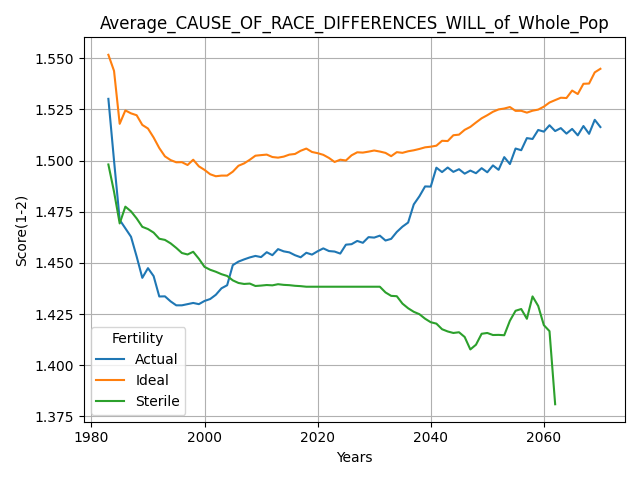 Average_CAUSE_OF_RACE_DIFFERENCES_WILL_of_Whole_Pop
1.550
1.525
1.500
1.475
1.450
1.425
1.400
1.375
Score(1-2)
Fertility
Actual
Ideal
Sterile
1980
2000
2020
2040
2060
Years